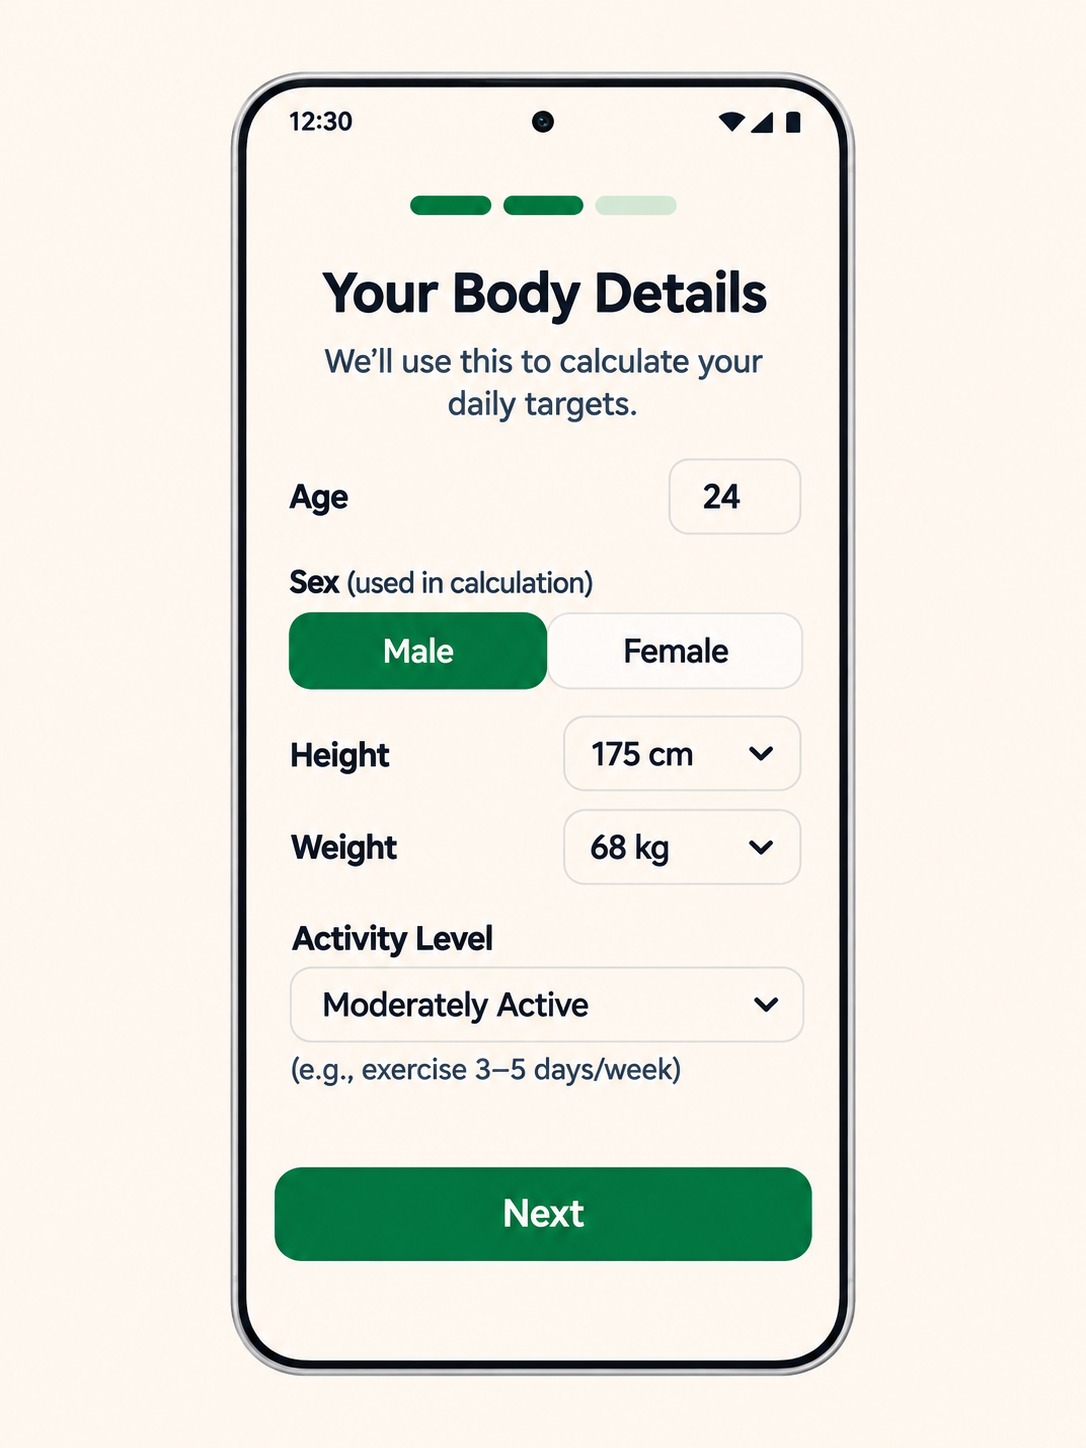 12:30
Your Body Details
We’ll use this to calculate your
daily targets.
Age
24
Sex (used in calculation)
Male
Female
Height
175 cm
Weight
68 kg
Activity Level
Moderately Active
(e.g., exercise 3–5 days/week)
Next